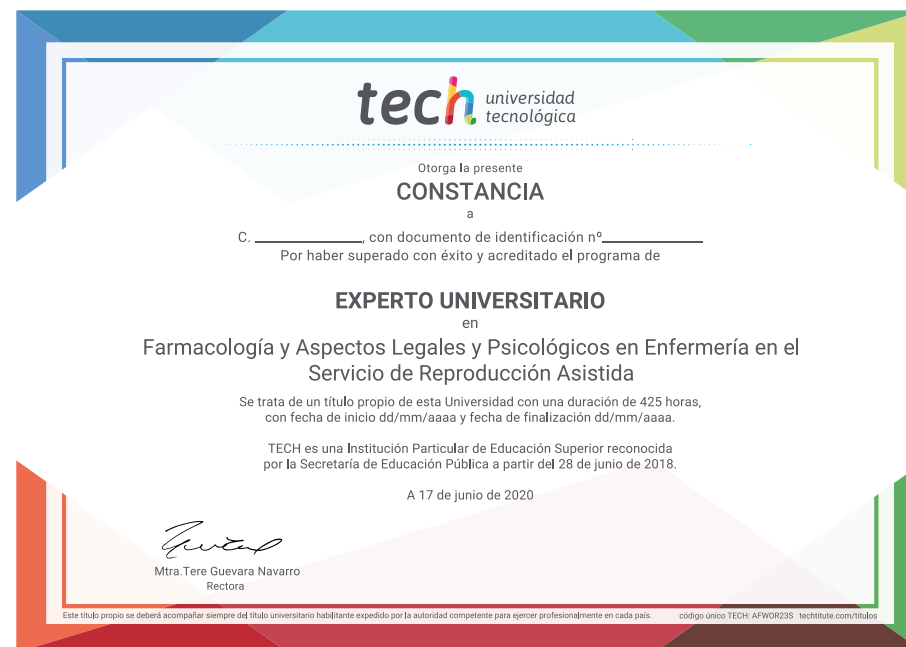 tech universidad
tecnológica
Otorga la presente
CONSTANCIA
a
C. ____________, con documento de identificación nº____________
Por haber superado con éxito y acreditado el programa de
EXPERTO UNIVERSITARIO
en
Farmacología y Aspectos Legales y Psicológicos en Enfermería en el
Servicio de Reproducción Asistida
Se trata de un título propio de esta Universidad con una duración de 425 horas,
con fecha de inicio dd/mm/aaaa y fecha de finalización dd/mm/aaaa.
TECH es una Institución Particular de Educación Superior reconocida
por la Secretaría de Educación Pública a partir del 28 de junio de 2018.
A 17 de junio de 2020
Mtra.Tere Guevara Navarro
Rectora
Este título propio se deberá acompañar siempre del título universitario habilitante expedido por la autoridad competente para ejercer profesionalmente en cada país. código único TECH: AFWOR23S techtitute.com/titulos